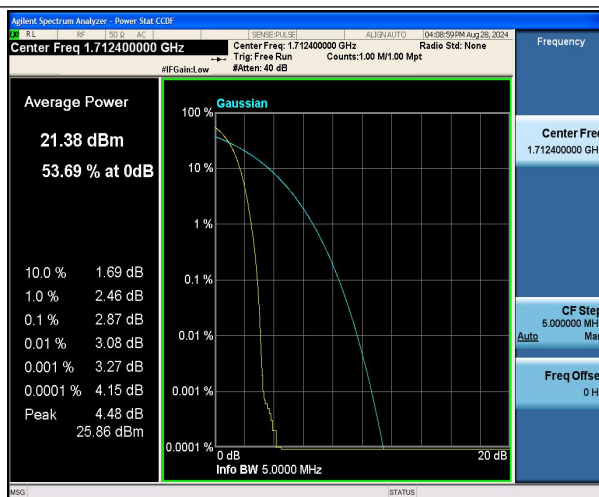 Agilent Spectrum Analyzer - Power Stat CCDF
LXI RL RF 50 Ω AC SENSE:PULSE ALIGNAUTO 04:08:59PM Aug 28, 2024
Center Freq 1.712400000 GHz
Center Freq: 1.712400000 GHz Radio Std: None
Trig: Free Run Counts:1.00 M/1.00 Mpt
#IFGain:Low #Atten: 40 dB
Frequency
Average Power
21.38 dBm
53.69 % at 0dB
10.0 % 1.69 dB
1.0 % 2.46 dB
0.1 % 2.87 dB
0.01 % 3.08 dB
0.001 % 3.27 dB
0.0001 % 4.15 dB
Peak 4.48 dB
25.86 dBm
Gaussian
100 %
10 %
1 %
0.1 %
0.01 %
0.001 %
0.0001 %
0 dB 20 dB
Info BW 5.0000 MHz
Center Fre
1.712400000 GH
CF Step
5.000000 MH
Auto Ma
Freq Offse
0 H
MSG STATUS